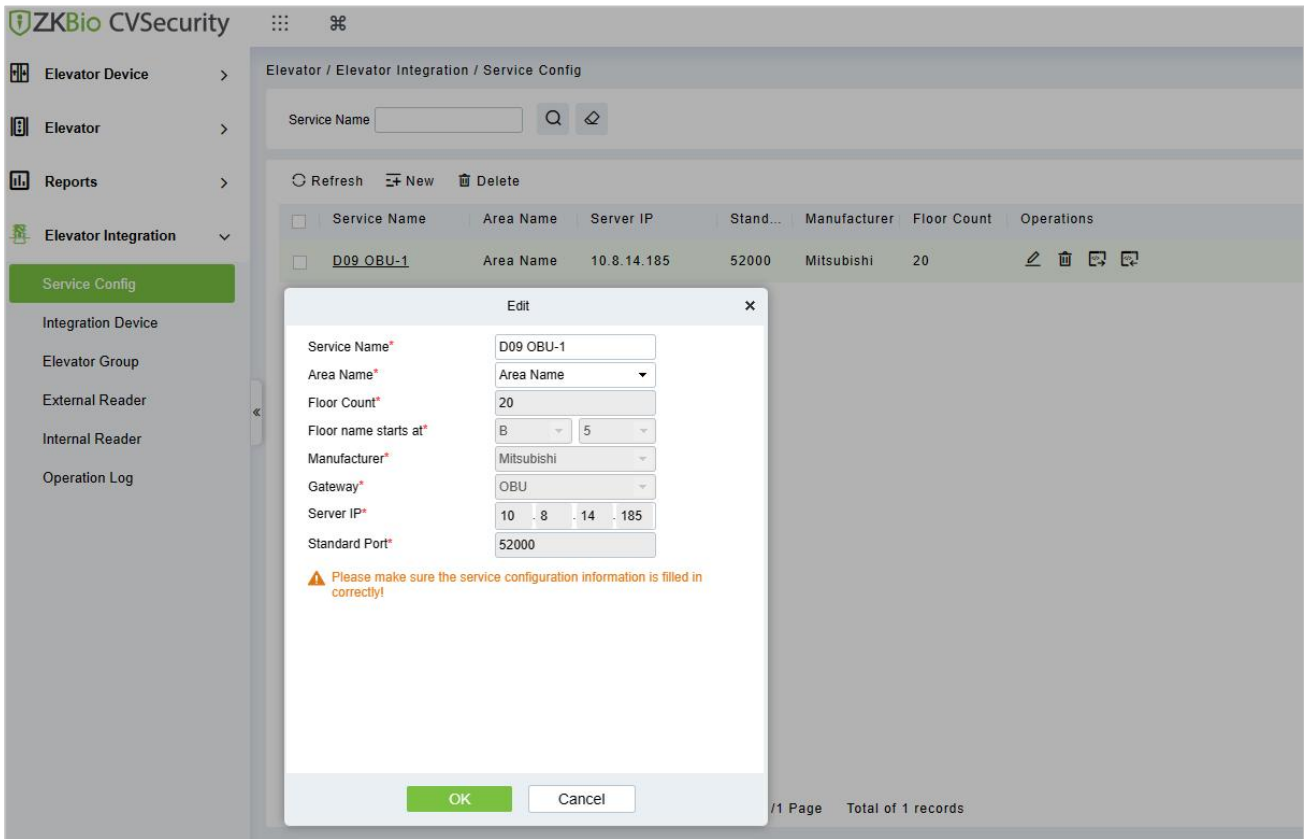 ZKBio CVSecurity
Elevator Device
Elevator
Reports
Elevator Integration
Service Config
Integration Device
Elevator Group
External Reader
Internal Reader
Operation Log
Elevator / Elevator Integration / Service Config
Service Name
Refresh New Delete
Service Name Area Name Server IP Stand... Manufacturer Floor Count Operations
D09 OBU-1 Area Name 10.8.14.185 52000 Mitsubishi 20
Edit
Service Name* D09 OBU-1
Area Name* Area Name
Floor Count* 20
Floor name starts at* B 5
Manufacturer* Mitsubishi
Gateway* OBU
Server IP* 10 . 8 . 14 . 185
Standard Port* 52000
Please make sure the service configuration information is filled in
correctly!
OK Cancel
/1 Page Total of 1 records